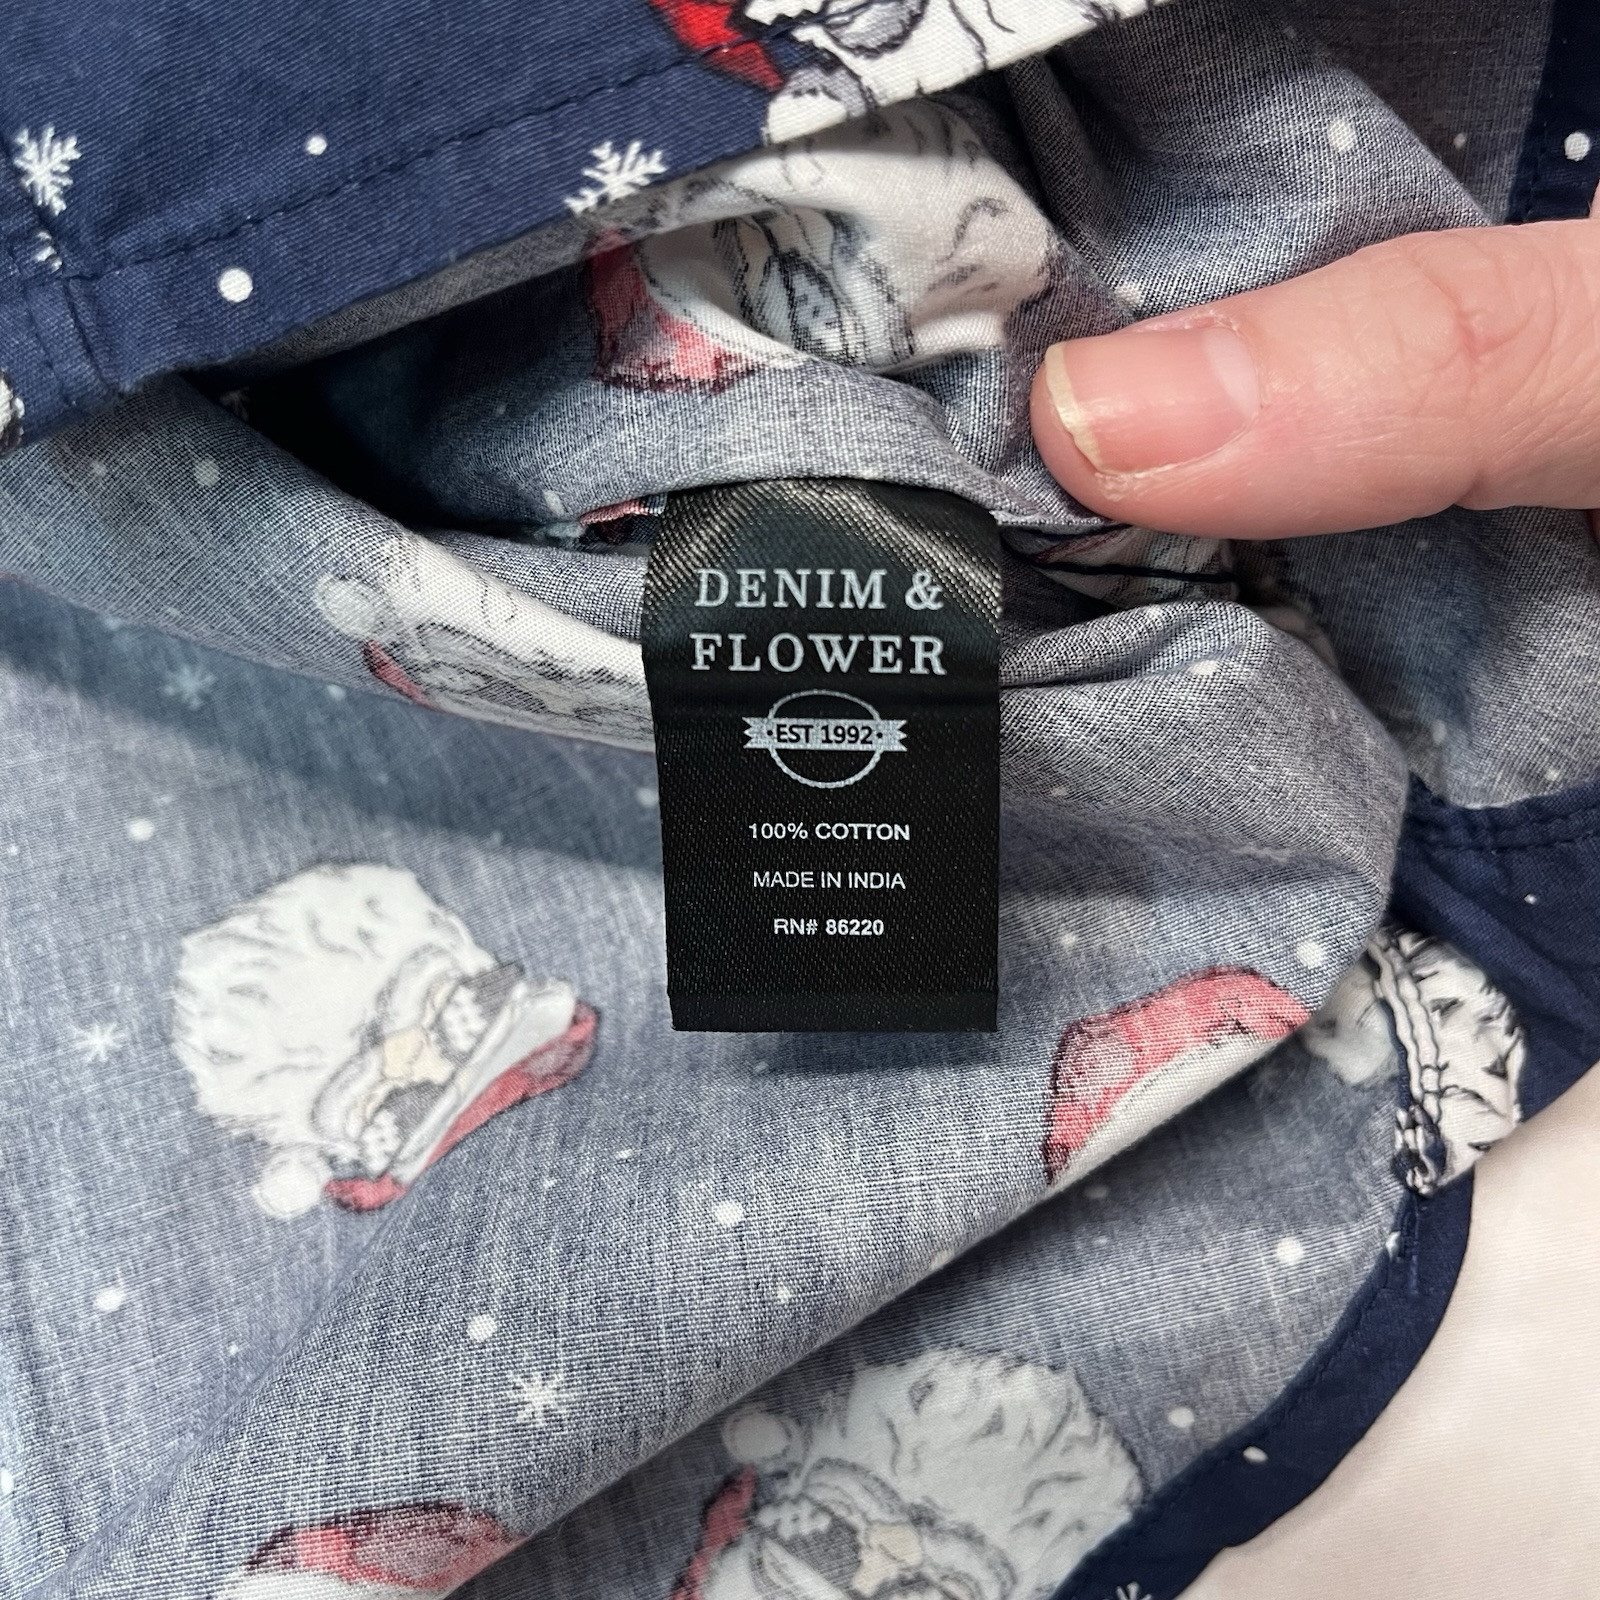 DENIM &
FLOWER
·EST 1992·
100% COTTON
MADE IN INDIA
RN# 86220